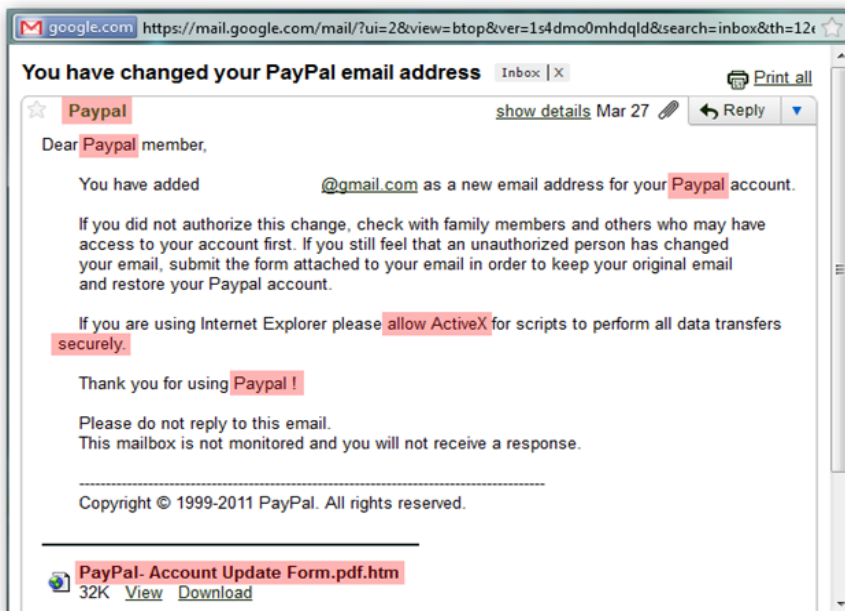 google.com https://mail.google.com/mail/?ui=2&view=btop&ver=1s4dmo0mhdqld&search=inbox&th=12
You have changed your PayPal email address Inbox | X
Print all
Paypal show details Mar 27 Reply
Dear Paypal member,
You have added @gmail.com as a new email address for your Paypal account.
If you did not authorize this change, check with family members and others who may have
access to your account first. If you still feel that an unauthorized person has changed
your email, submit the form attached to your email in order to keep your original email
and restore your Paypal account.
If you are using Internet Explorer please allow ActiveX for scripts to perform all data transfers
securely.
Thank you for using Paypal !
Please do not reply to this email.
This mailbox is not monitored and you will not receive a response.
--------------------------------------------------------------------------------------------
Copyright © 1999-2011 PayPal. All rights reserved.
PayPal- Account Update Form.pdf.htm
32K View Download